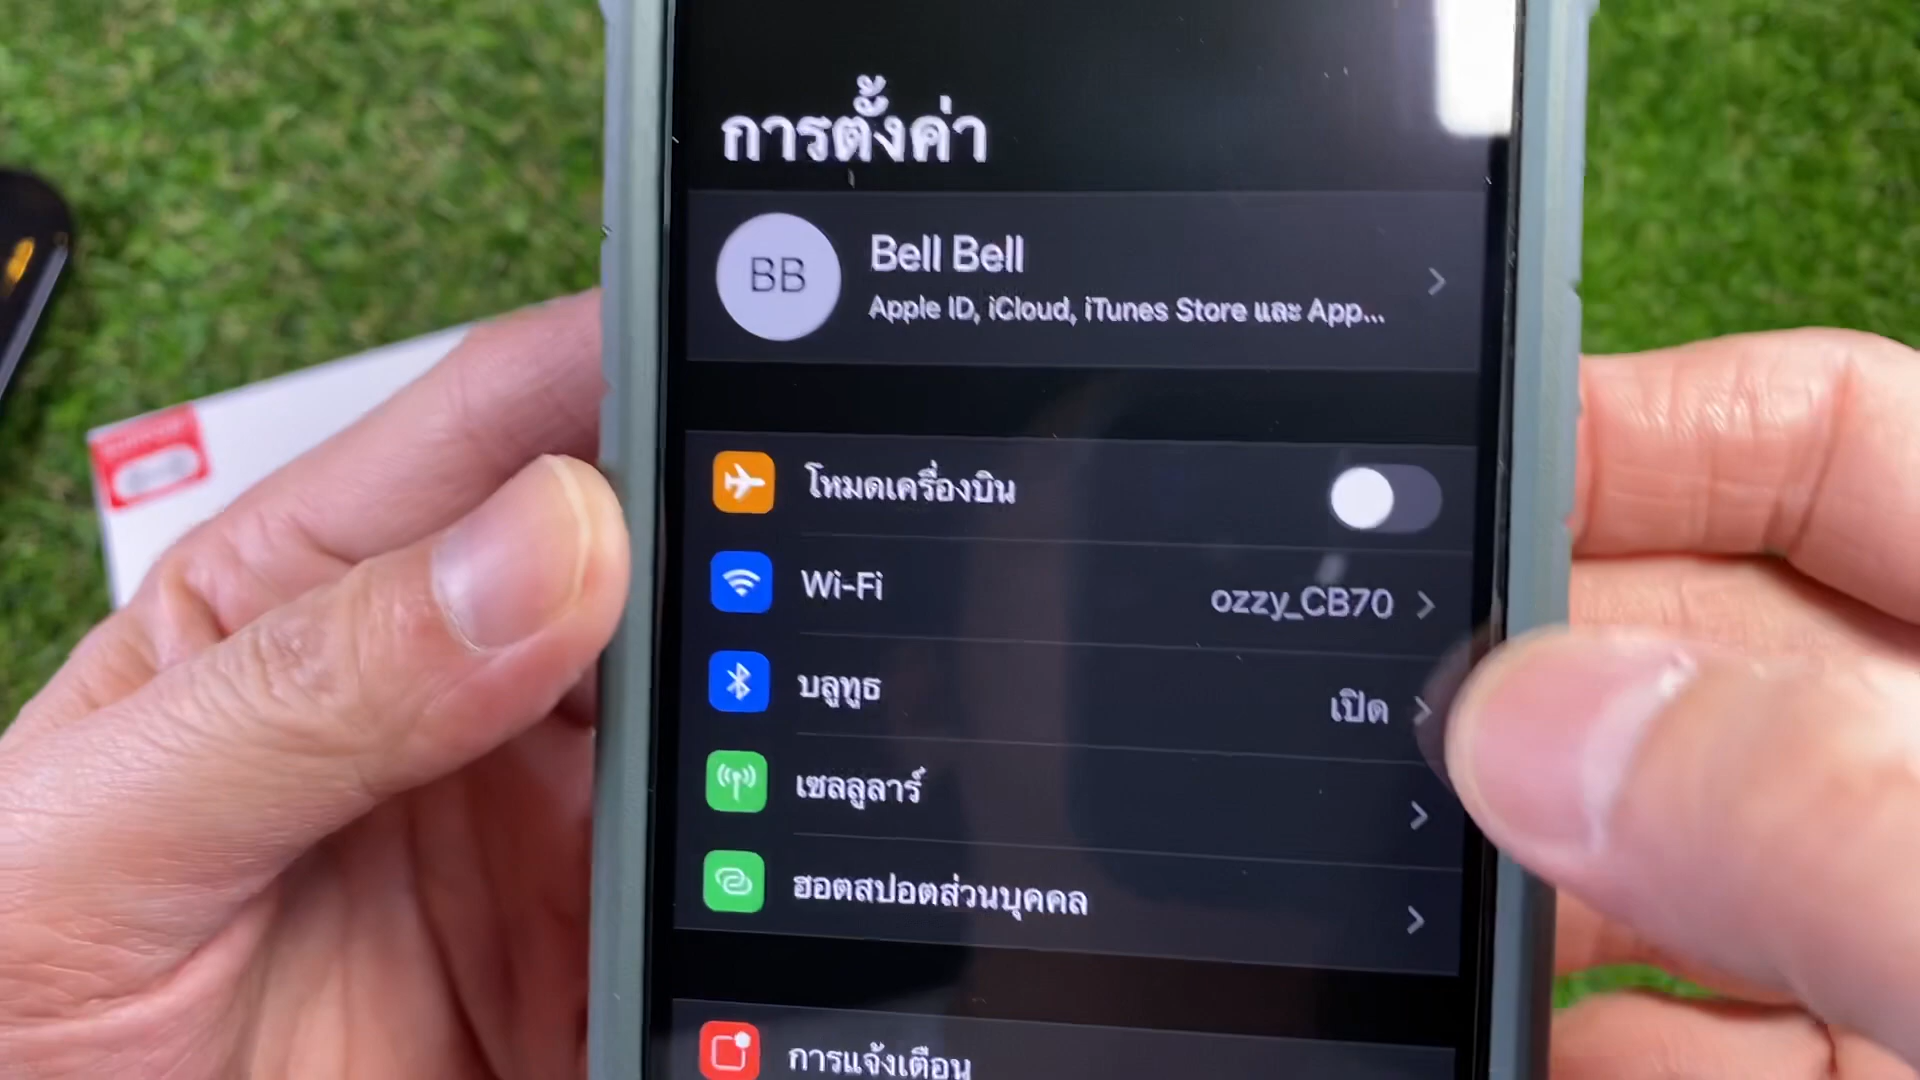 การตั้งค่า
BB
Bell Bell
Apple ID, iCloud, iTunes Store และ App...
โหมดเครื่องบิน
Wi-Fi
ozzy_CB70
บลูทูธ
เปิด
เซลลูลาร์
ฮอตสปอตส่วนบุคคล
การแจ้งเตือน